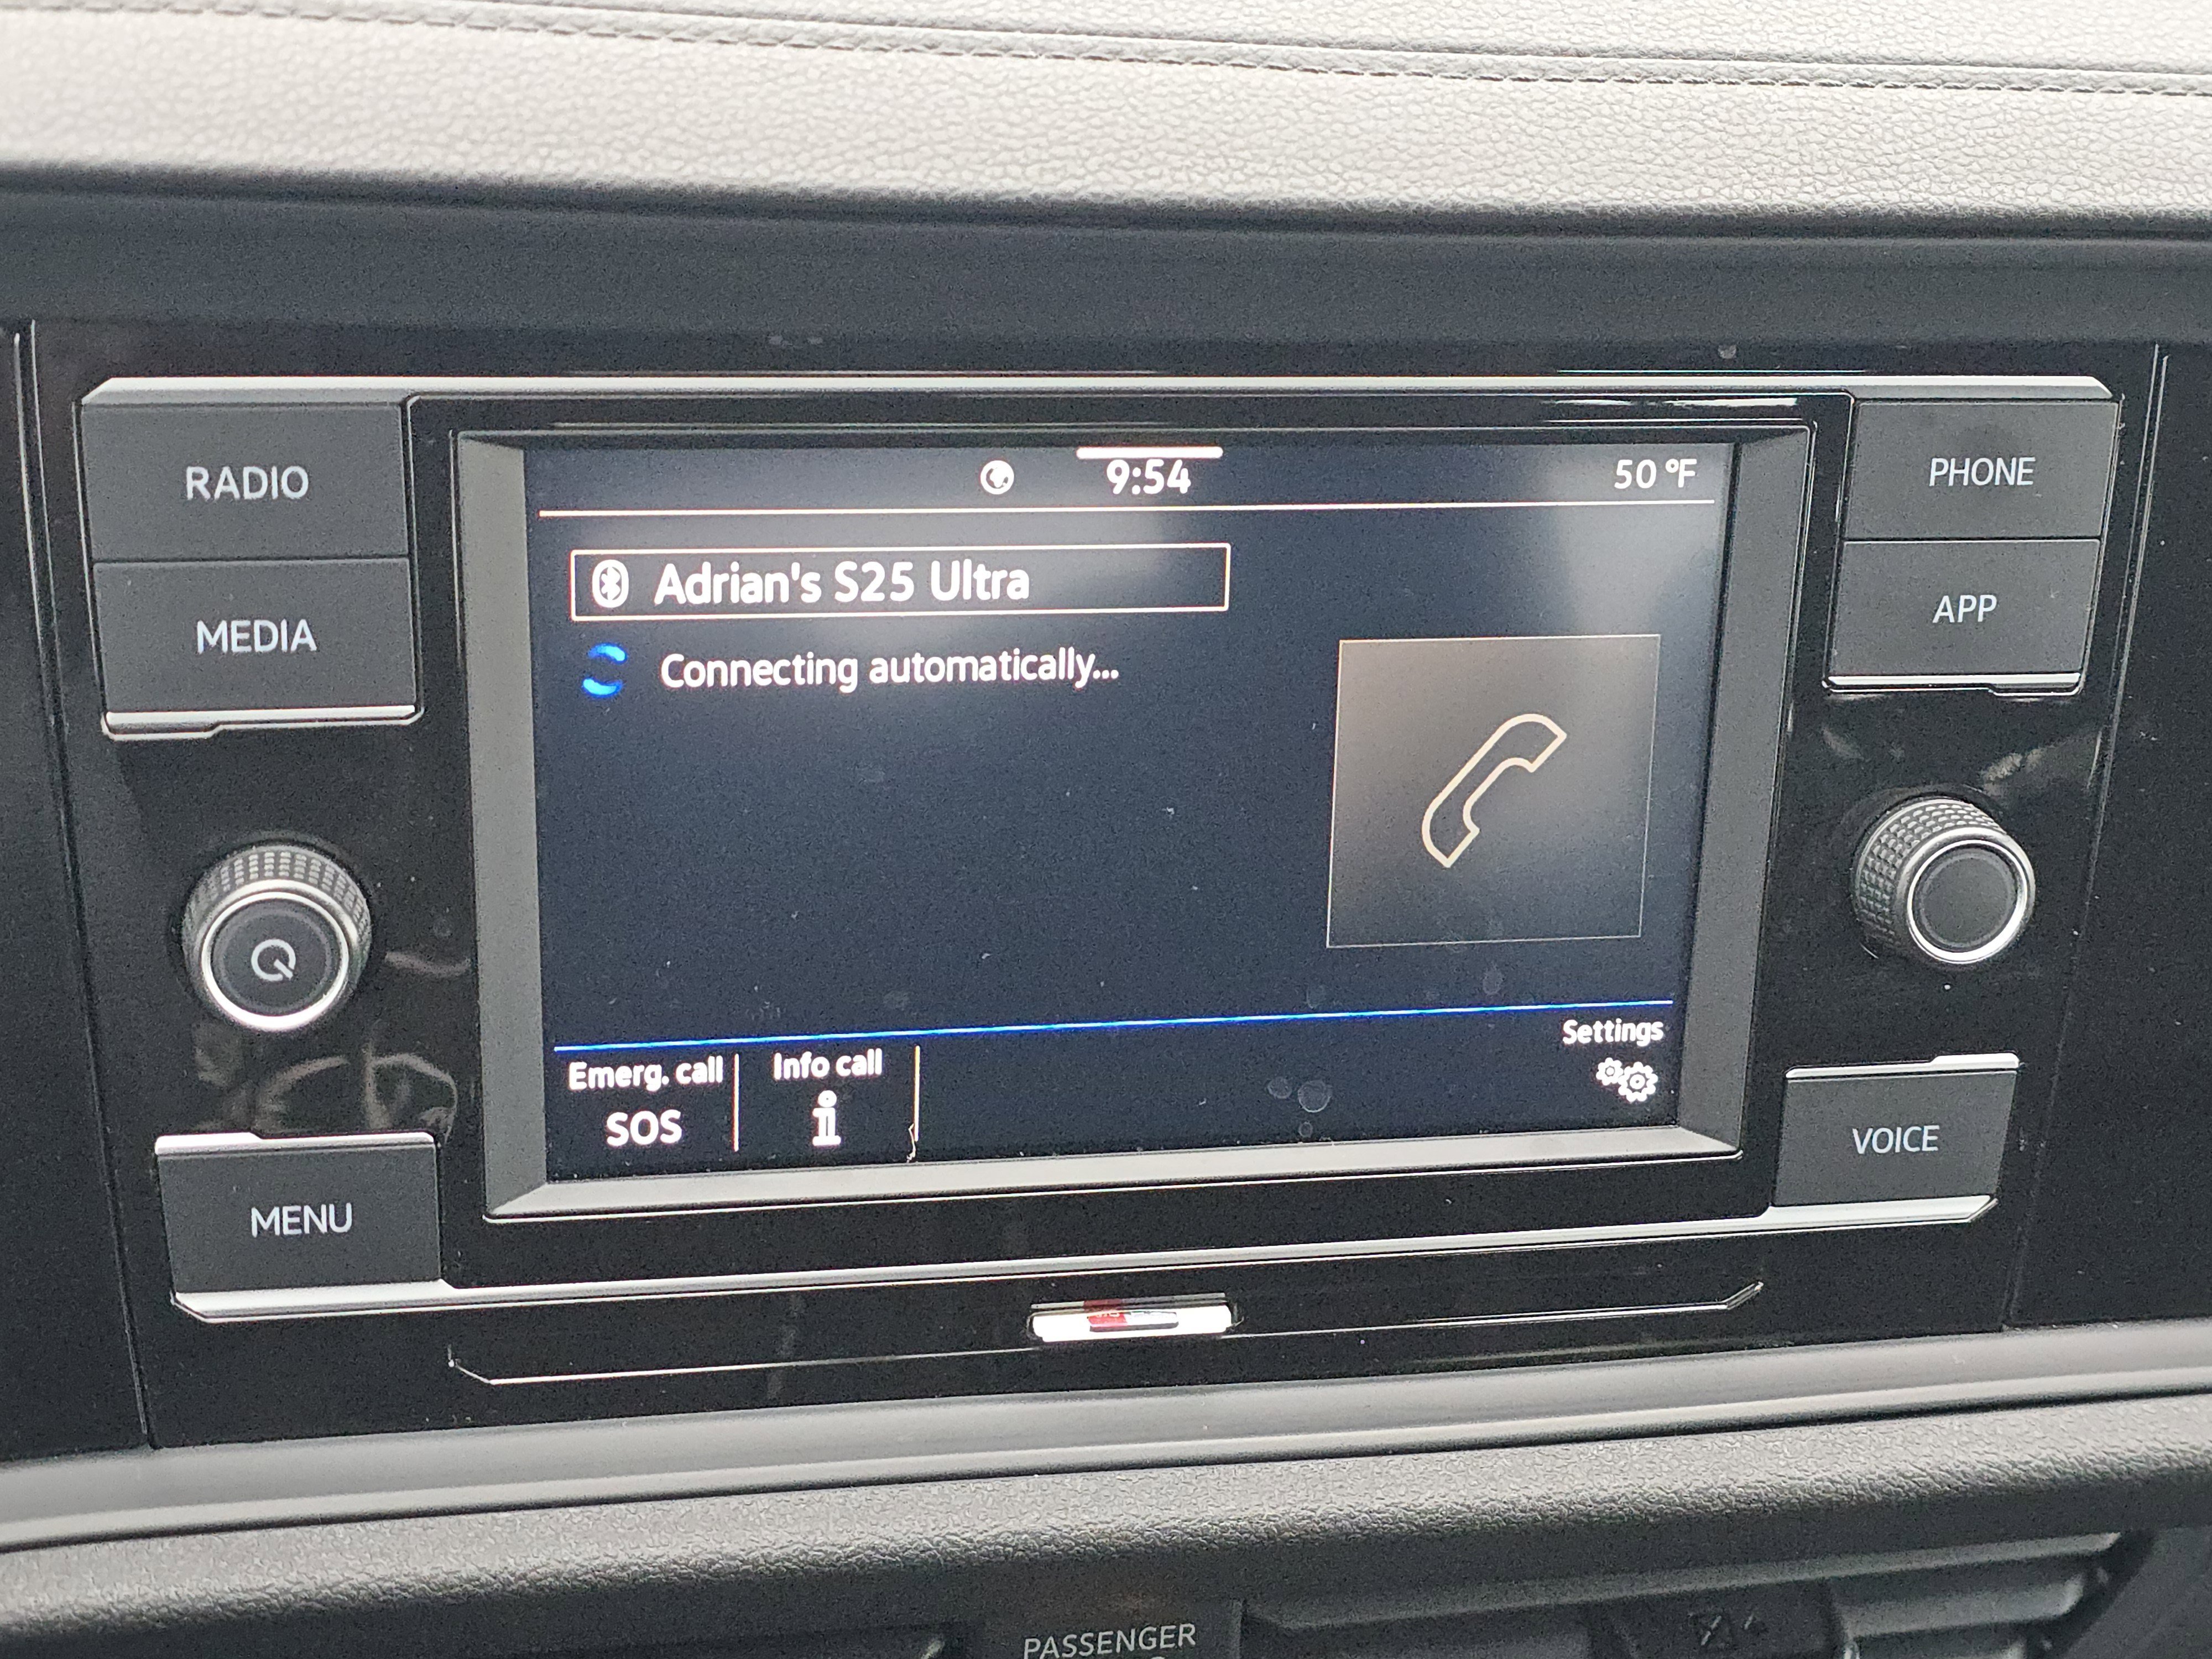 RADIO
MEDIA
MENU
9:54
50 °F
Adrian's S25 Ultra
Connecting automatically...
Emerg. call
SOS
Info call
i
Settings
PHONE
APP
VOICE
PASSENGER